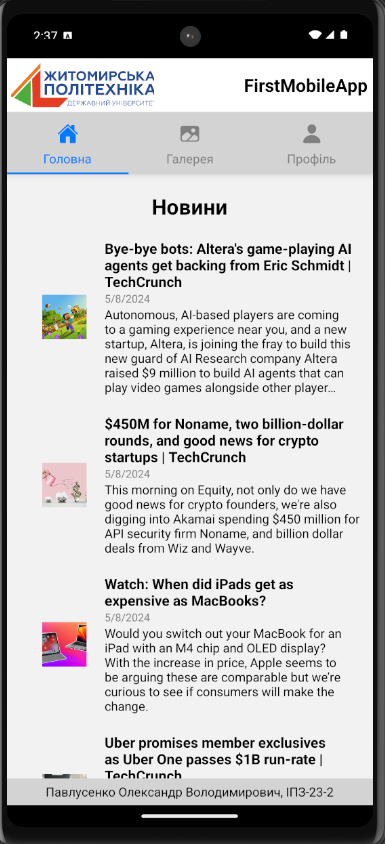 2:37
ЖИТОМИРСЬКА
ПОЛІТЕХНІКА
ДЕРЖАВНИЙ УНІВЕРСИТЕТ
FirstMobileApp
Головна
Галерея
Профіль
Новини
Bye-bye bots: Altera's game-playing AI
agents get backing from Eric Schmidt |
TechCrunch
5/8/2024
Autonomous, AI-based players are coming
to a gaming experience near you, and a new
startup, Altera, is joining the fray to build this
new guard of AI Research company Altera
raised $9 million to build AI agents that can
play video games alongside other player…
$450M for Noname, two billion-dollar
rounds, and good news for crypto
startups | TechCrunch
5/8/2024
This morning on Equity, not only do we have
good news for crypto founders, we're also
digging into Akamai spending $450 million for
API security firm Noname, and billion dollar
deals from Wiz and Wayve.
Watch: When did iPads get as
expensive as MacBooks?
5/8/2024
Would you switch out your MacBook for an
iPad with an M4 chip and OLED display?
With the increase in price, Apple seems to
be arguing these are comparable but we're
curious to see if consumers will make the
change.
Uber promises member exclusives
as Uber One passes $1B run-rate |
TechCrunch
Павлусенко Олександр Володимирович, ІПЗ-23-2